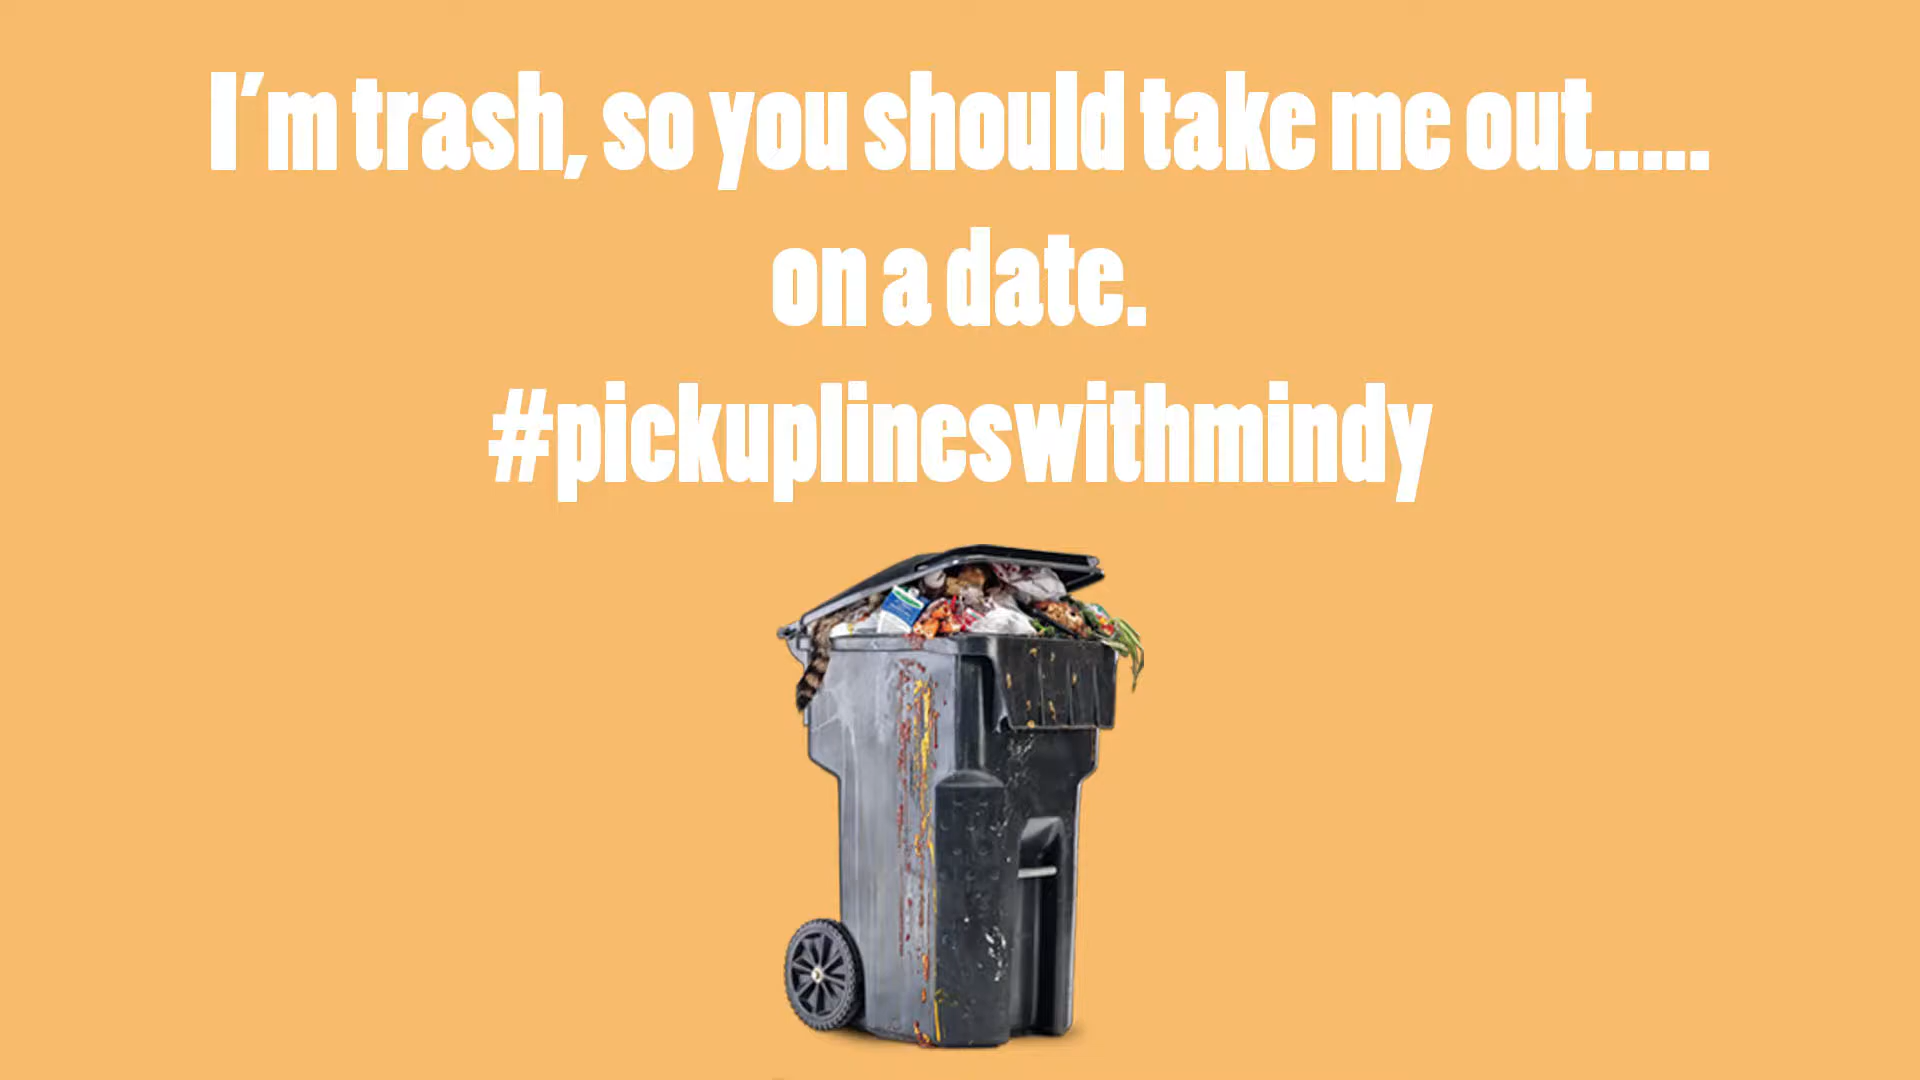 I'm trash, so you should take me out.....
on a date.
#pickuplineswithmindy